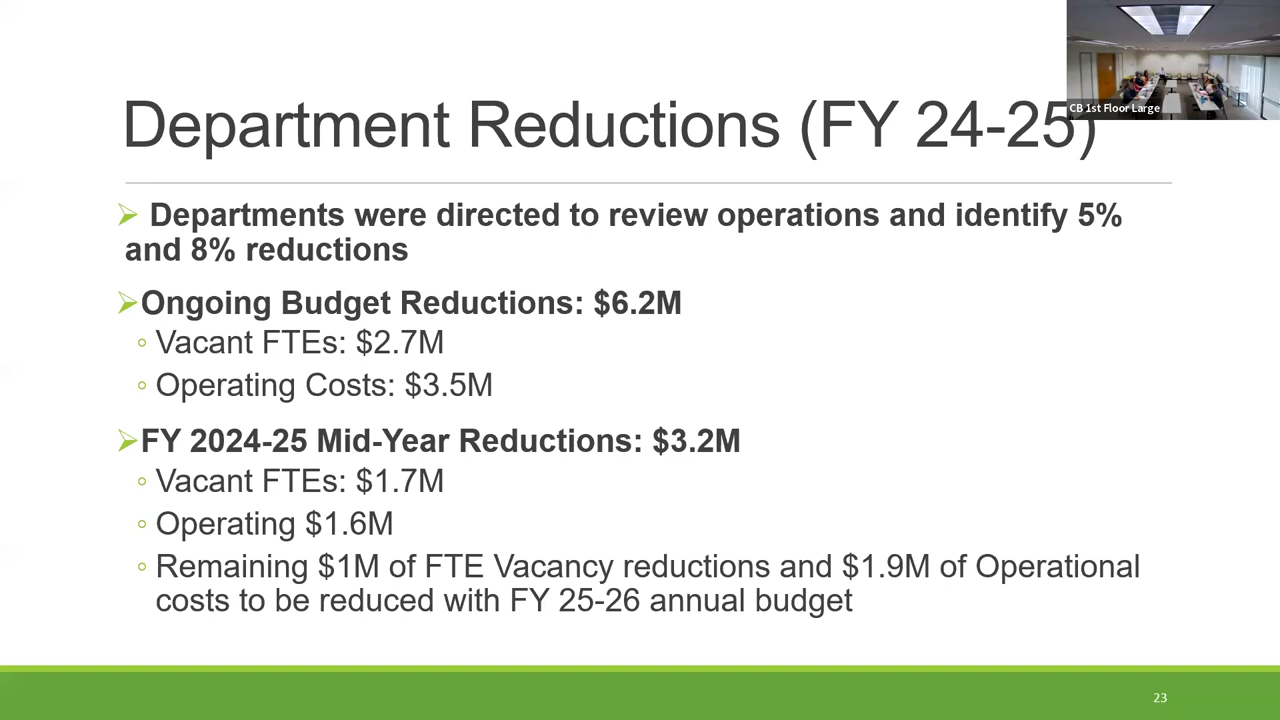 CB 1st Floor Large
Department Reductions (FY 24-25)
➢ Departments were directed to review operations and identify 5%
and 8% reductions
➢Ongoing Budget Reductions: $6.2M
◦ Vacant FTEs: $2.7M
◦ Operating Costs: $3.5M
➢FY 2024-25 Mid-Year Reductions: $3.2M
◦ Vacant FTEs: $1.7M
◦ Operating $1.6M
◦ Remaining $1M of FTE Vacancy reductions and $1.9M of Operational
costs to be reduced with FY 25-26 annual budget
23